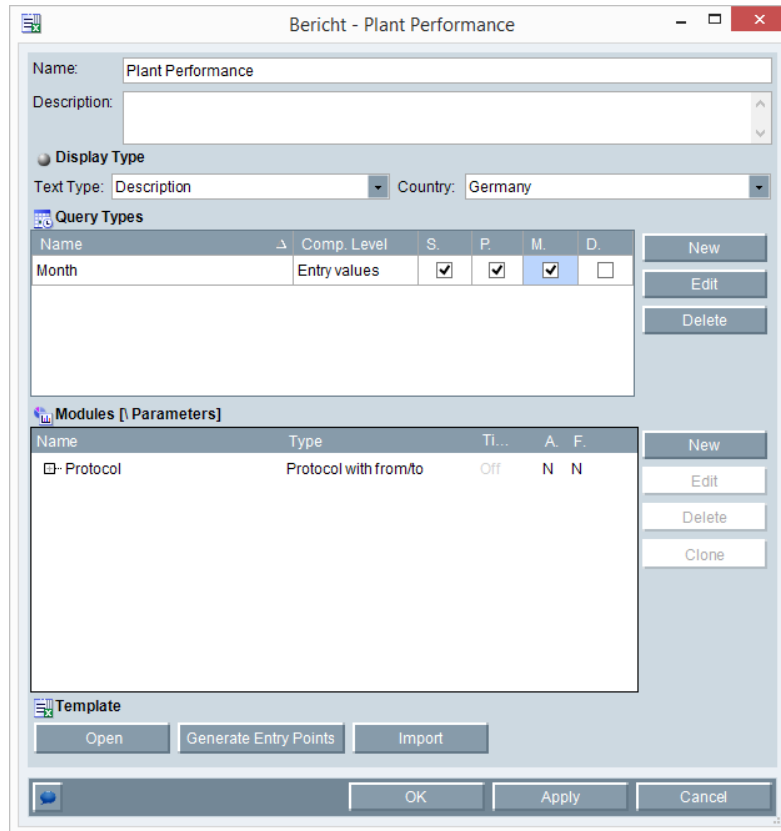 Bericht - Plant Performance
Name: Plant Performance
Description:
Display Type
Text Type: Description Country: Germany
Query Types
Name Comp. Level S. P. M. D. New
Month Entry values
Edit
Delete
Modules [\ Parameters]
Name Type Ti... A. F. New
Protocol Protocol with from/to Off N N
Edit
Delete
Clone
Template
Open Generate Entry Points Import
OK Apply Cancel